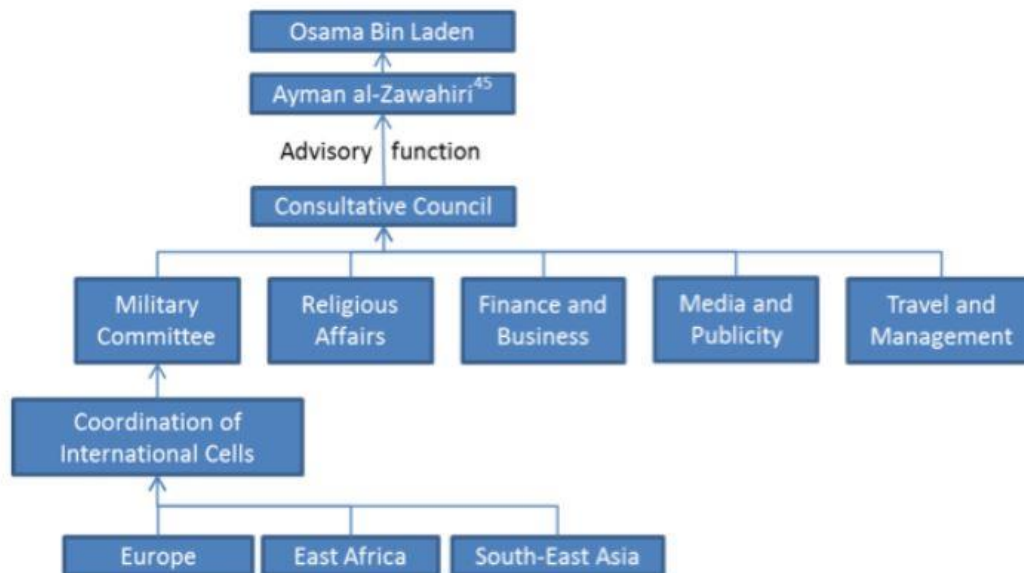 Osama Bin Laden
Ayman al-Zawahiri45
Advisory function
Consultative Council
Military
Committee
Religious
Affairs
Finance and
Business
Media and
Publicity
Travel and
Management
Coordination of
International Cells
Europe
East Africa
South-East Asia